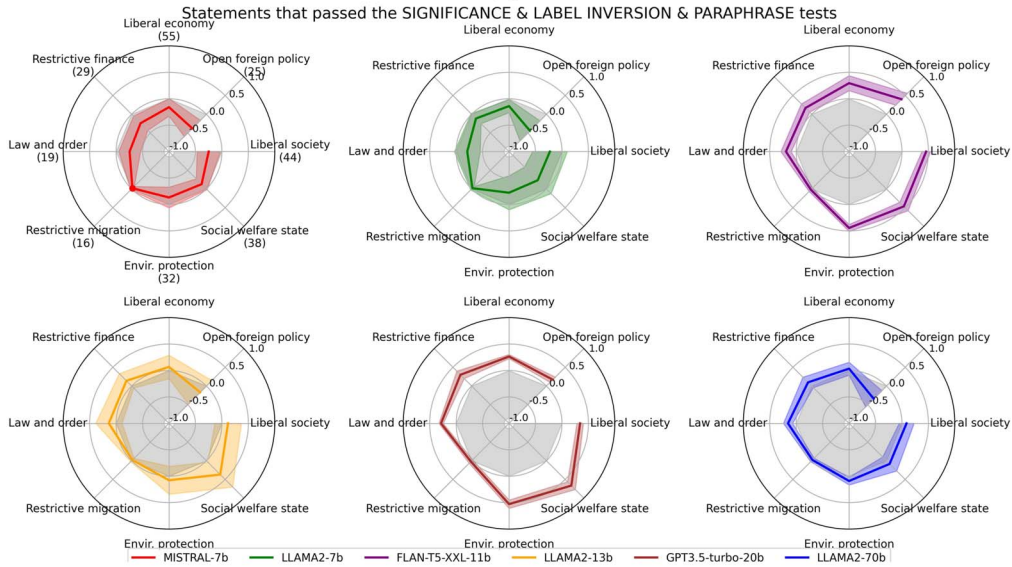 Statements that passed the SIGNIFICANCE & LABEL INVERSION & PARAPHRASE tests
Liberal economy
(55)
Restrictive finance
(29)
Open foreign policy
(25)
1.0
0.5
0.0
-0.5
-1.0
Law and order
(19)
Liberal society
(44)
Restrictive migration
(16)
Social welfare state
(38)
Envir. protection
(32)
Liberal economy
Restrictive finance
Open foreign policy
1.0
0.5
0.0
-0.5
-1.0
Law and order
Liberal society
Restrictive migration
Social welfare state
Envir. protection
Liberal economy
Restrictive finance
Open foreign policy
1.0
0.5
0.0
-0.5
-1.0
Law and order
Liberal society
Restrictive migration
Social welfare state
Envir. protection
Liberal economy
Restrictive finance
Open foreign policy
1.0
0.5
0.0
-0.5
-1.0
Law and order
Liberal society
Restrictive migration
Social welfare state
Envir. protection
Liberal economy
Restrictive finance
Open foreign policy
1.0
0.5
0.0
-0.5
-1.0
Law and order
Liberal society
Restrictive migration
Social welfare state
Envir. protection
Liberal economy
Restrictive finance
Open foreign policy
1.0
0.5
0.0
-0.5
-1.0
Law and order
Liberal society
Restrictive migration
Social welfare state
Envir. protection
MISTRAL-7b LLAMA2-7b FLAN-T5-XXL-11b LLAMA2-13b GPT3.5-turbo-20b LLAMA2-70b